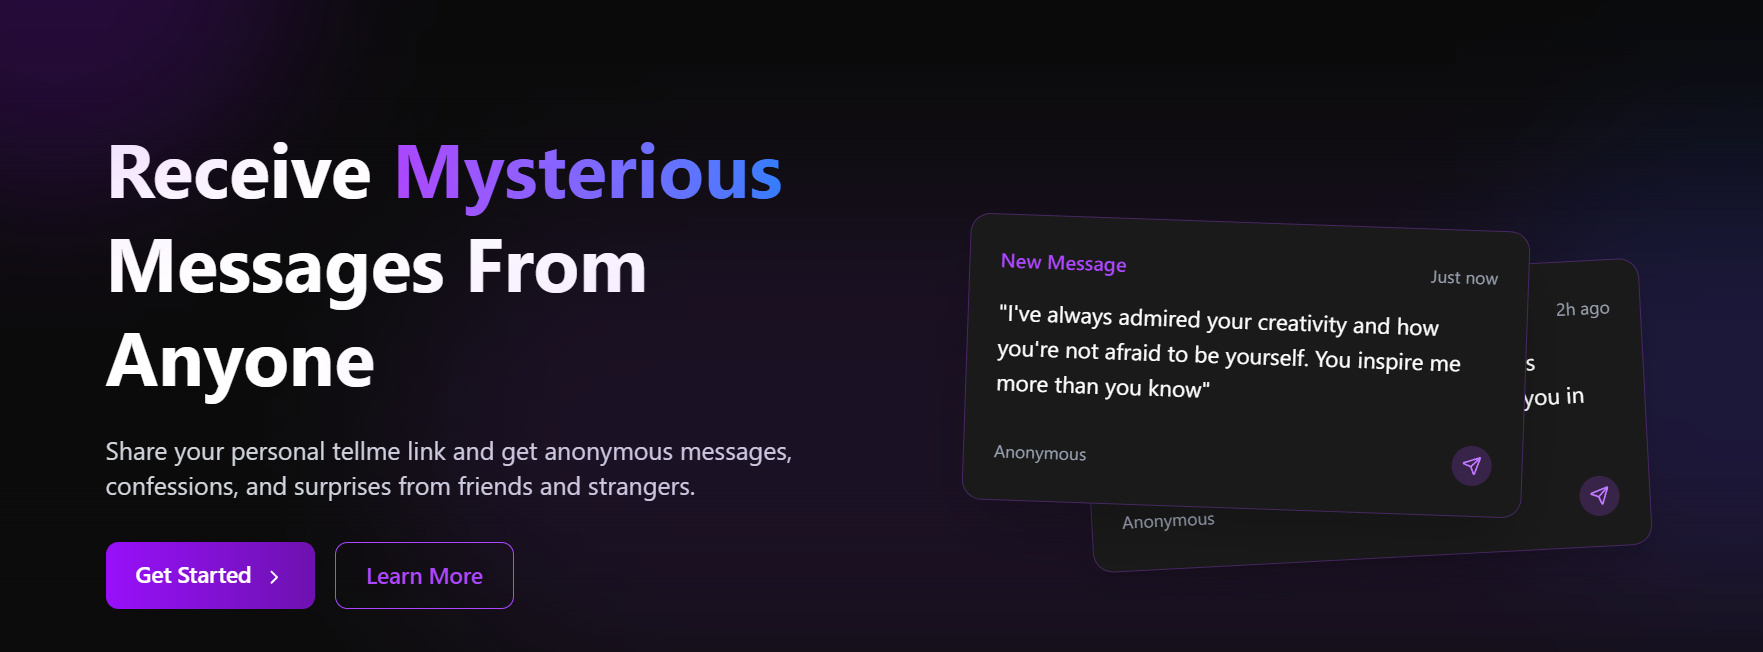 Receive Mysterious
Messages From
Anyone
Share your personal tellme link and get anonymous messages,
confessions, and surprises from friends and strangers.
Get Started
Learn More
New Message
Just now
"I've always admired your creativity and how
you're not afraid to be yourself. You inspire me
more than you know"
Anonymous
2h ago
s
you in
Anonymous